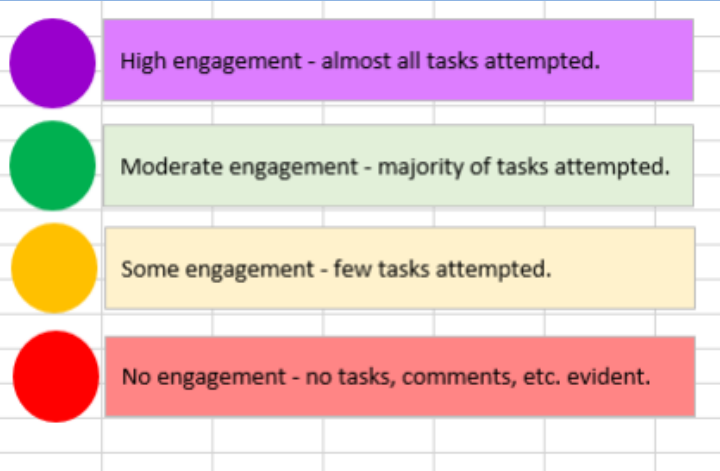 High engagement - almost all tasks attempted.
Moderate engagement - majority of tasks attempted.
Some engagement - few tasks attempted.
No engagement - no tasks, comments, etc. evident.